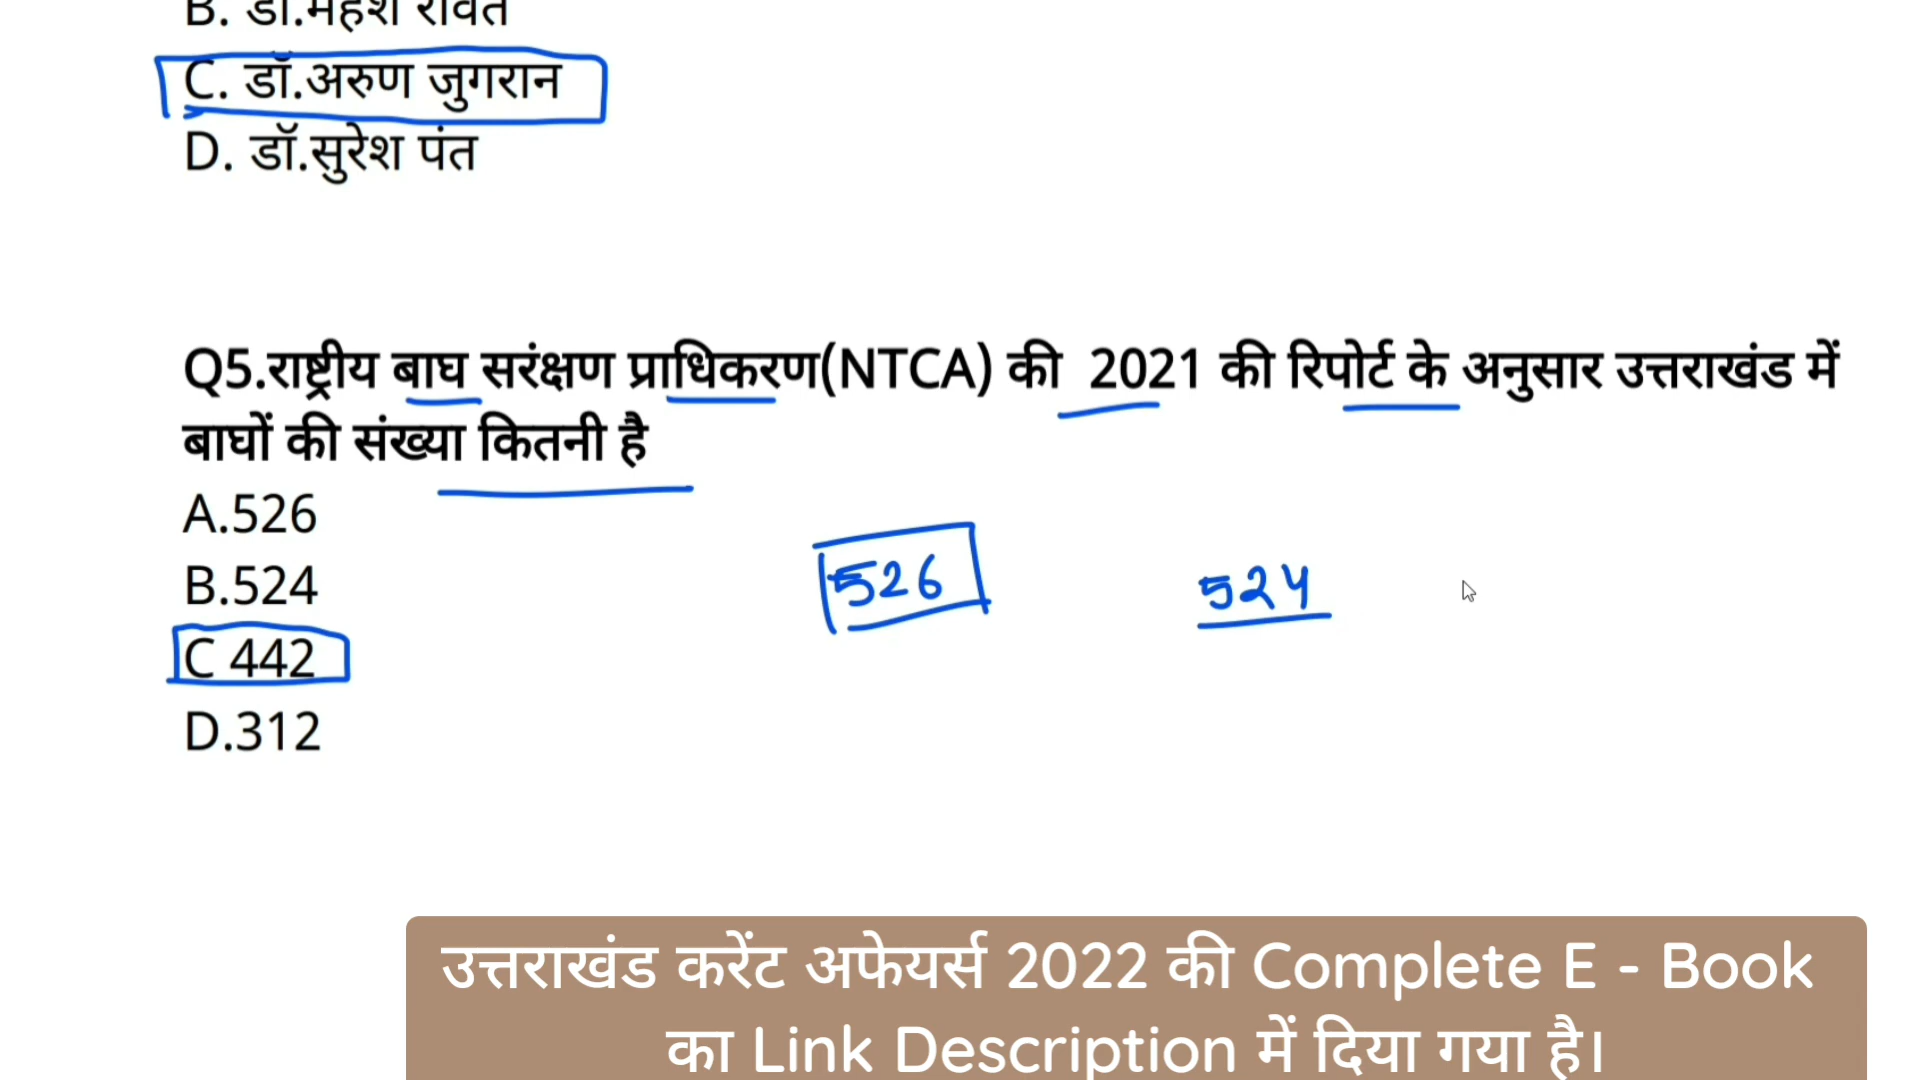 B. डॉ.महेश रावत
C. डॉ.अरुण जुगरान
D. डॉ.सुरेश पंत
Q5.राष्ट्रीय बाघ सरंक्षण प्राधिकरण(NTCA) की 2021 की रिपोर्ट के अनुसार उत्तराखंड में
बाघों की संख्या कितनी है
A.526
B.524
526
524
C 442
D.312
उत्तराखंड करेंट अफेयर्स 2022 की Complete E - Book
का Link Description में दिया गया है।